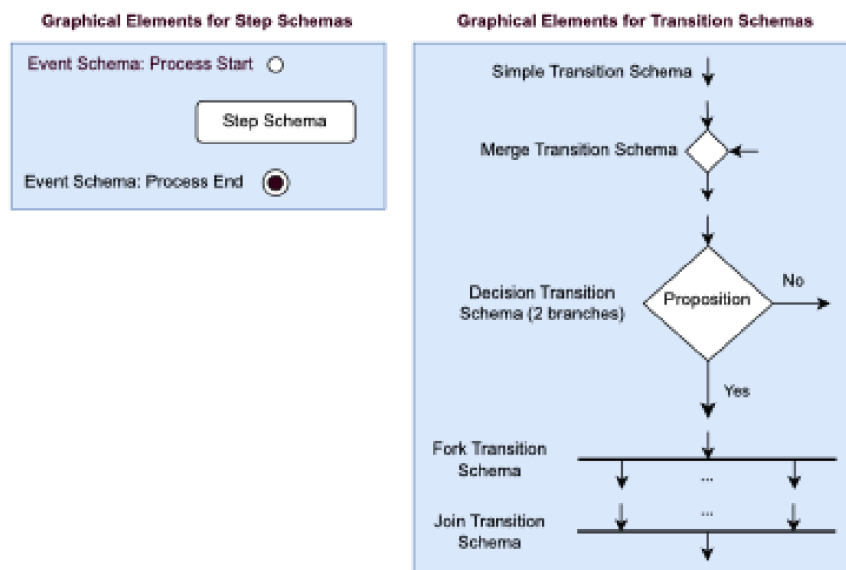 Graphical Elements for Step Schemas
Event Schema: Process Start
Step Schema
Event Schema: Process End
Graphical Elements for Transition Schemas
Simple Transition Schema
Merge Transition Schema
Decision Transition
Schema (2 branches)
Proposition
No
Yes
Fork Transition
Schema
...
...
Join Transition
Schema